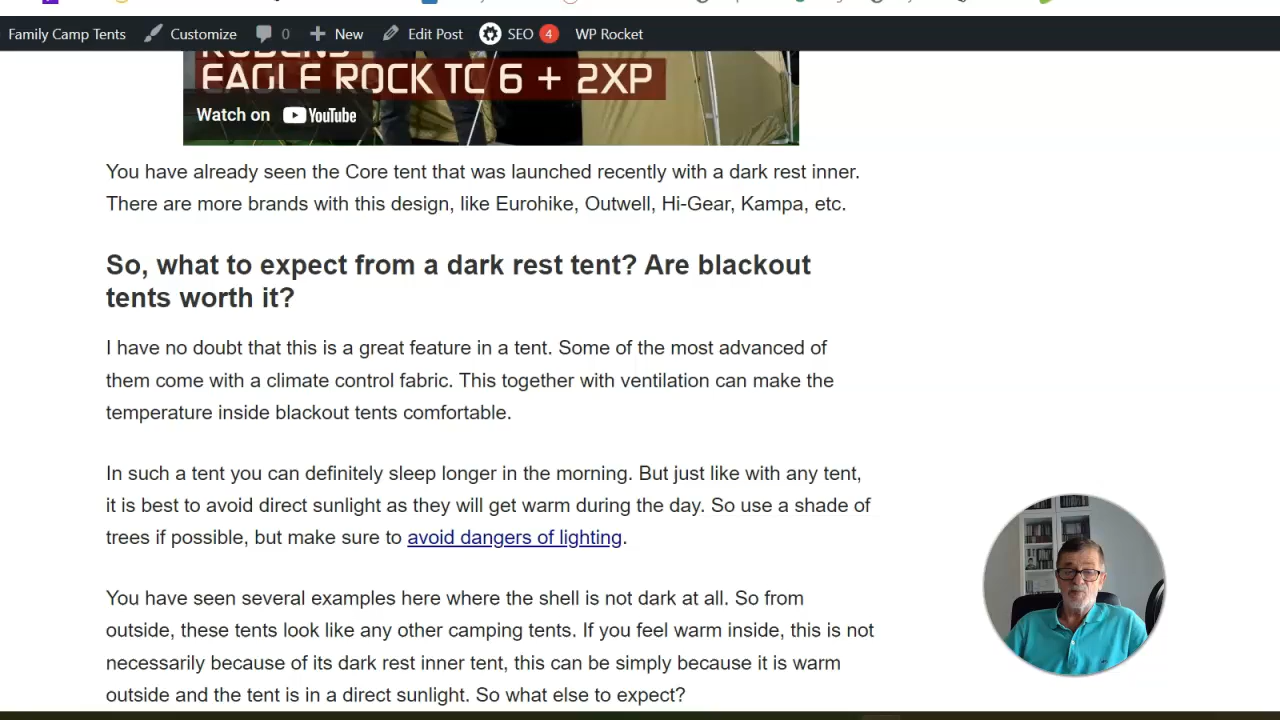 Family Camp Tents Customize 0 New Edit Post SEO 4 WP Rocket
EAGLE ROCK TC 6 + 2XP
Watch on YouTube
You have already seen the Core tent that was launched recently with a dark rest inner.
There are more brands with this design, like Eurohike, Outwell, Hi-Gear, Kampa, etc.
So, what to expect from a dark rest tent? Are blackout
tents worth it?
I have no doubt that this is a great feature in a tent. Some of the most advanced of
them come with a climate control fabric. This together with ventilation can make the
temperature inside blackout tents comfortable.
In such a tent you can definitely sleep longer in the morning. But just like with any tent,
it is best to avoid direct sunlight as they will get warm during the day. So use a shade of
trees if possible, but make sure to avoid dangers of lighting.
You have seen several examples here where the shell is not dark at all. So from
outside, these tents look like any other camping tents. If you feel warm inside, this is not
necessarily because of its dark rest inner tent, this can be simply because it is warm
outside and the tent is in a direct sunlight. So what else to expect?